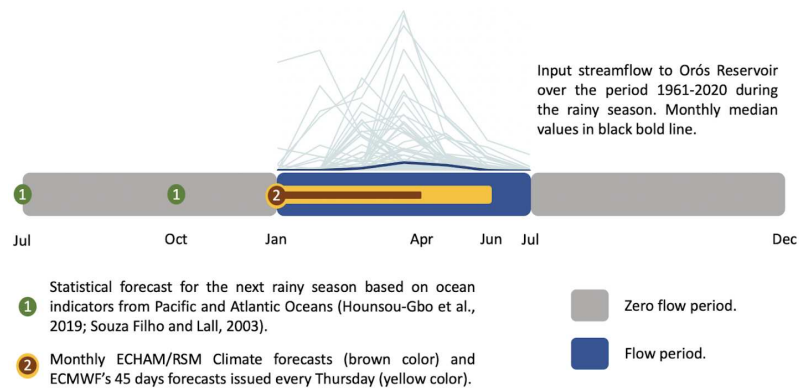 Input streamflow to Orós Reservoir
over the period 1961-2020 during
the rainy season. Monthly median
values in black bold line.
1
1
2
Jul
Oct
Jan
Apr
Jun
Jul
Dec
1
Statistical forecast for the next rainy season based on ocean
indicators from Pacific and Atlantic Oceans (Hounsou-Gbo et al.,
2019; Souza Filho and Lall, 2003).
2
Monthly ECHAM/RSM Climate forecasts (brown color) and
ECMWF's 45 days forecasts issued every Thursday (yellow color).
Zero flow period.
Flow period.